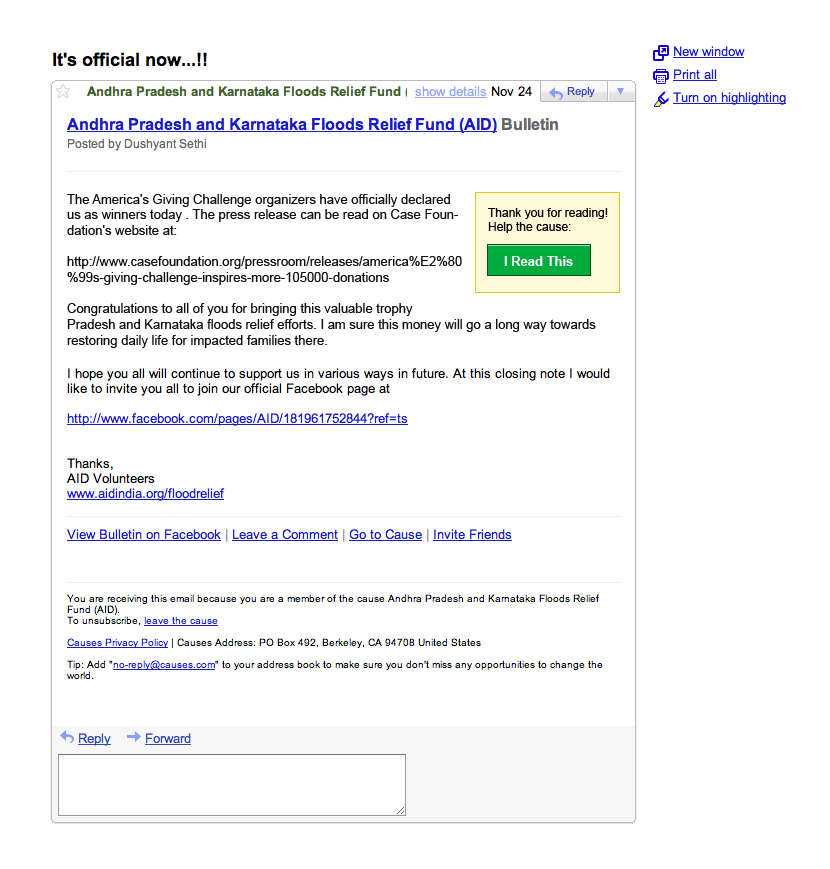 It's official now...!!
New window
Print all
Turn on highlighting
Andhra Pradesh and Karnataka Floods Relief Fund ( show details Nov 24 Reply
Andhra Pradesh and Karnataka Floods Relief Fund (AID) Bulletin
Posted by Dushyant Sethi
The America's Giving Challenge organizers have officially declared
us as winners today . The press release can be read on Case Foun-
dation's website at:
http://www.casefoundation.org/pressroom/releases/america%E2%80
%99s-giving-challenge-inspires-more-105000-donations
Thank you for reading!
Help the cause:
I Read This
Congratulations to all of you for bringing this valuable trophy
Pradesh and Karnataka floods relief efforts. I am sure this money will go a long way towards
restoring daily life for impacted families there.
I hope you all will continue to support us in various ways in future. At this closing note I would
like to invite you all to join our official Facebook page at
http://www.facebook.com/pages/AID/181961752844?ref=ts
Thanks,
AID Volunteers
www.aidindia.org/floodrelief
View Bulletin on Facebook | Leave a Comment | Go to Cause | Invite Friends
You are receiving this email because you are a member of the cause Andhra Pradesh and Karnataka Floods Relief
Fund (AID).
To unsubscribe, leave the cause
Causes Privacy Policy | Causes Address: PO Box 492, Berkeley, CA 94708 United States
Tip: Add "no-reply@causes.com" to your address book to make sure you don't miss any opportunities to change the
world.
Reply Forward